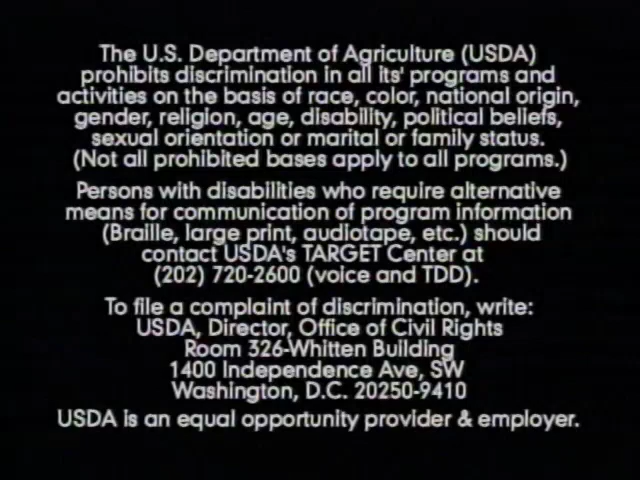 The U.S. Department of Agriculture (USDA)
prohibits discrimination in all its' programs and
activities on the basis of race, color, national origin,
gender, religion, age, disability, political beliefs,
sexual orientation or marital or family status.
(Not all prohibited bases apply to all programs.)
Persons with disabilities who require alternative
means for communication of program information
(Braille, large print, audiotape, etc.) should
contact USDA's TARGET Center at
(202) 720-2600 (voice and TDD).
To file a complaint of discrimination, write:
USDA, Director, Office of Civil Rights
Room 326-Whitten Building
1400 Independence Ave, SW
Washington, D.C. 20250-9410
USDA is an equal opportunity provider & employer.